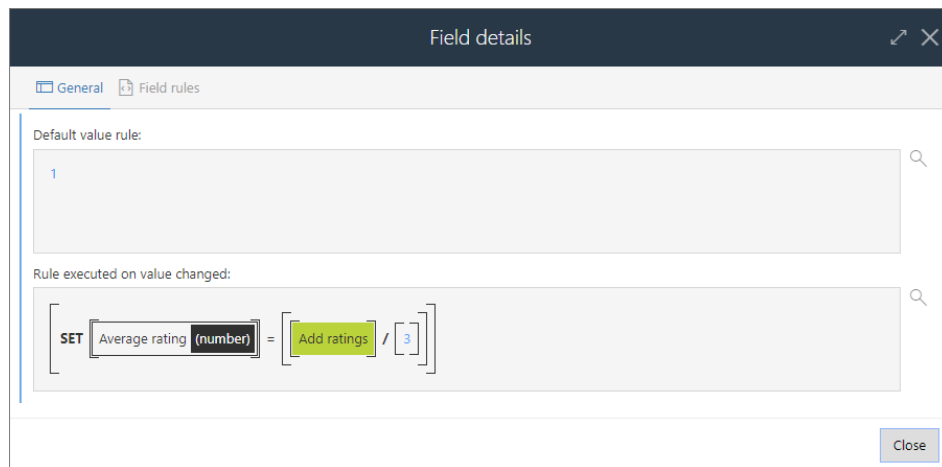 Field details
General Field rules
Default value rule:
1
Rule executed on value changed:
SET Average rating (number) = Add ratings / 3
Close